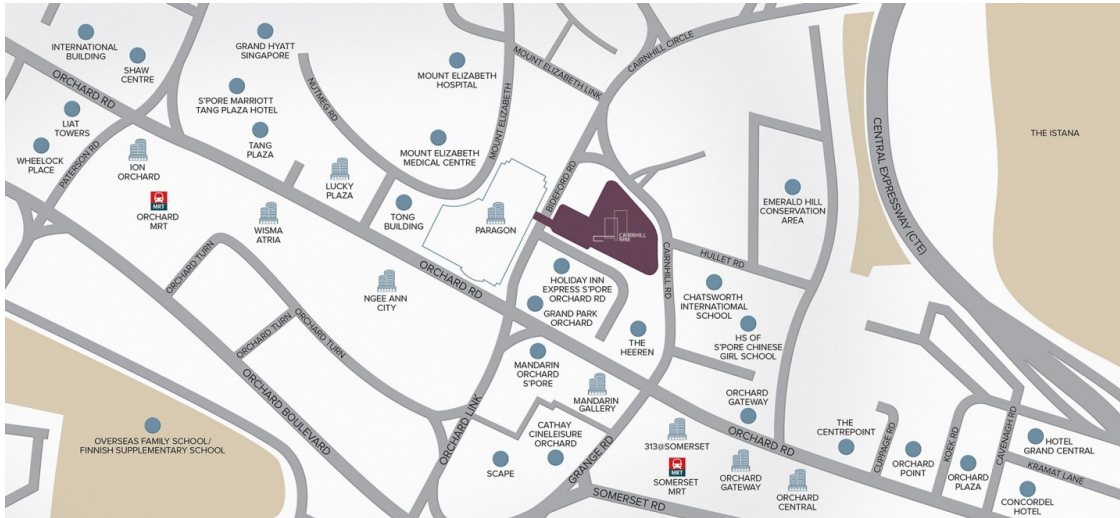 INTERNATIONAL
BUILDING
SHAW
CENTRE
GRAND HYATT
SINGAPORE
ORCHARD RD
LIAT
TOWERS
WHEELOCK
PLACE
PATERSON RD
ION
ORCHARD
MRT
ORCHARD
MRT
S'PORE MARRIOTT
TANG PLAZA HOTEL
TANG
PLAZA
NUTMEG RD
WISMA
ATRIA
LUCKY
PLAZA
MOUNT ELIZABETH
HOSPITAL
MOUNT ELIZABETH
MEDICAL CENTRE
MOUNT ELIZABETH
MOUNT ELIZABETH LINK
CAIRNHILL CIRCLE
TONG
BUILDING
PARAGON
BIDEFORD RD
CAIRNHILL
NINE
CAIRNHILL RD
HULLET RD
EMERALD HILL
CONSERVATION
AREA
CENTRAL EXPRESSWAY (CTE)
THE ISTANA
ORCHARD TURN
ORCHARD TURN
ORCHARD TURN
NGEE ANN
CITY
ORCHARD RD
HOLIDAY INN
EXPRESS S'PORE
ORCHARD RD
GRAND PARK
ORCHARD
THE
HEEREN
CHATSWORTH
INTERNATIONAL
SCHOOL
HS OF
S'PORE CHINESE
GIRL SCHOOL
ORCHARD BOULEVARD
ORCHARD LINK
MANDARIN
ORCHARD
S'PORE
MANDARIN
GALLERY
CATHAY
CINELEISURE
ORCHARD
SCAPE
GRANGE RD
ORCHARD
GATEWAY
ORCHARD RD
313@SOMERSET
MRT
SOMERSET
MRT
ORCHARD
GATEWAY
ORCHARD
CENTRAL
SOMERSET RD
THE
CENTREPOINT
CUPPAGE RD
ORCHARD
POINT
KOEK RD
ORCHARD
PLAZA
CAVENAGH RD
HOTEL
GRAND CENTRAL
KRAMAT LANE
CONCORDEL
HOTEL
OVERSEAS FAMILY SCHOOL/
FINNISH SUPPLEMENTARY SCHOOL